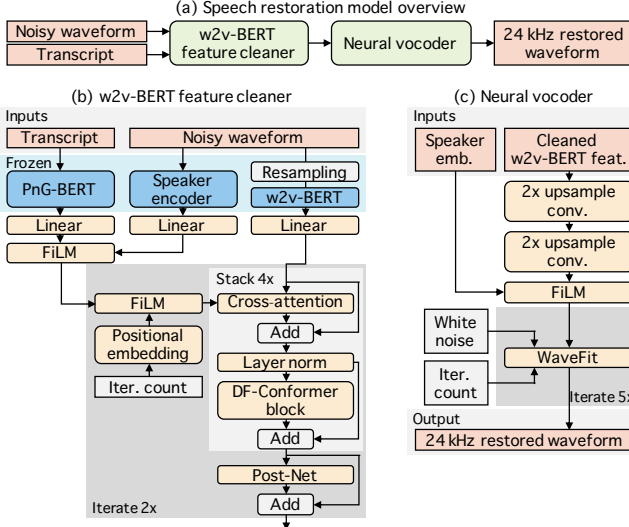 (a) Speech restoration model overview
Noisy waveform
Transcript
w2v-BERT
feature cleaner
Neural vocoder
24 kHz restored
waveform
(b) w2v-BERT feature cleaner
Inputs
Transcript
Noisy waveform
Frozen
PnG-BERT
Speaker
encoder
Resampling
w2v-BERT
Linear
Linear
Linear
FiLM
Stack 4x
FiLM
Cross-attention
Positional
embedding
Add
Iter. count
Layer norm
DF-Conformer
block
Add
Post-Net
Iterate 2x
Add
(c) Neural vocoder
Inputs
Speaker
emb.
Cleaned
w2v-BERT feat.
2x upsample
conv.
2x upsample
conv.
FiLM
White
noise
WaveFit
Iter.
count
Iterate 5x
Output
24 kHz restored waveform